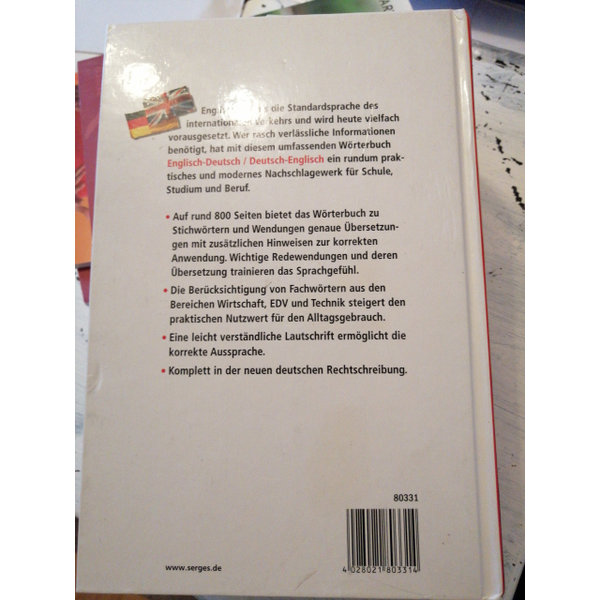 die Standardsprache des
internationalen Verkehrs und wird heute vielfach
vorausgesetzt. Wer rasch verlässliche Informationen
benötigt, hat mit diesem umfassenden Wörterbuch
Englisch-Deutsch / Deutsch-Englisch ein rundum prak-
tisches und modernes Nachschlagewerk für Schule,
Studium und Beruf.
• Auf rund 800 Seiten bietet das Wörterbuch zu
Stichwörtern und Wendungen genaue Übersetzun-
gen mit zusätzlichen Hinweisen zur korrekten
Anwendung. Wichtige Redewendungen und deren
Übersetzung trainieren das Sprachgefühl.
• Die Berücksichtigung von Fachwörtern aus den
Bereichen Wirtschaft, EDV und Technik steigert den
praktischen Nutzwert für den Alltagsgebrauch.
• Eine leicht verständliche Lautschrift ermöglicht die
korrekte Aussprache.
• Komplett in der neuen deutschen Rechtschreibung.
80331
www.serges.de
4 026021 803314